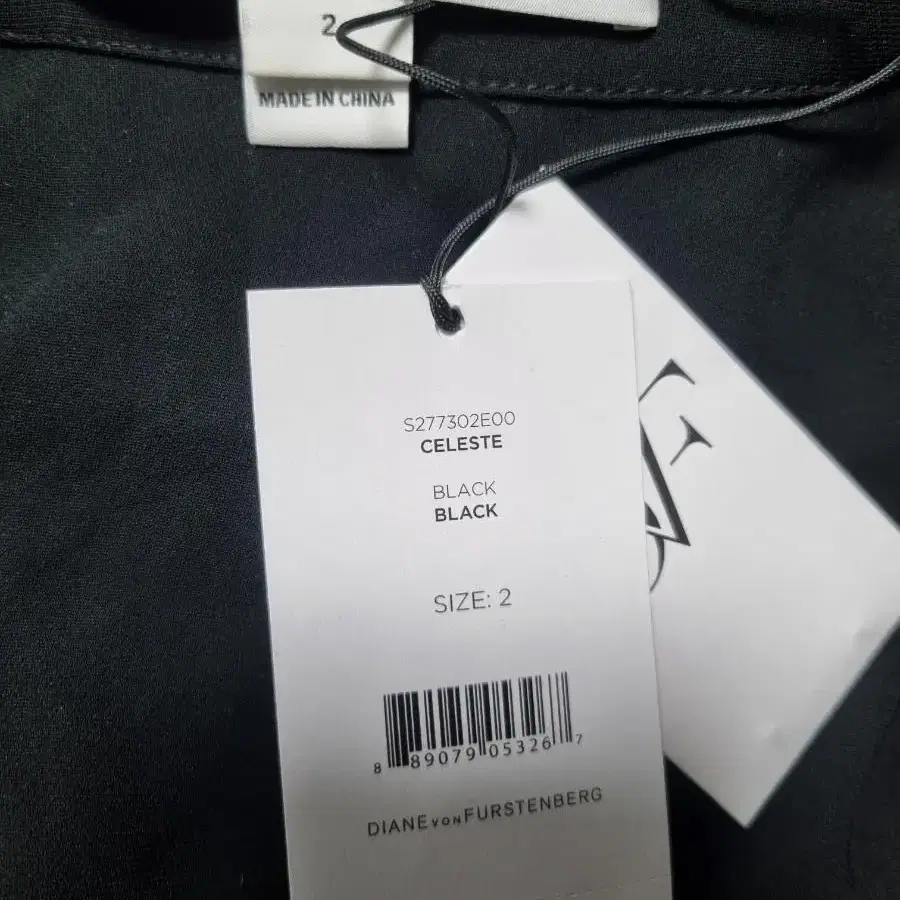 2
MADE IN CHINA
S277302E00
CELESTE
BLACK
BLACK
SIZE: 2
8 89079 05326 7
DIANE VON FURSTENBERG